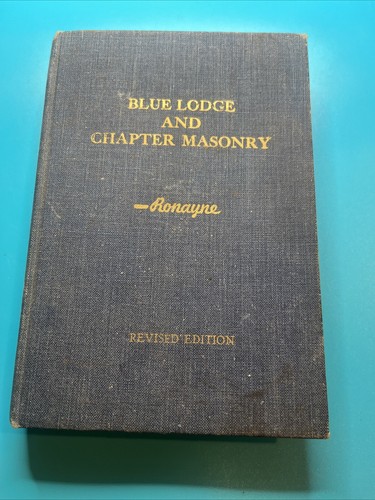 BLUE LODGE
AND
CHAPTER MASONRY
—Ronayne
REVISED EDITION